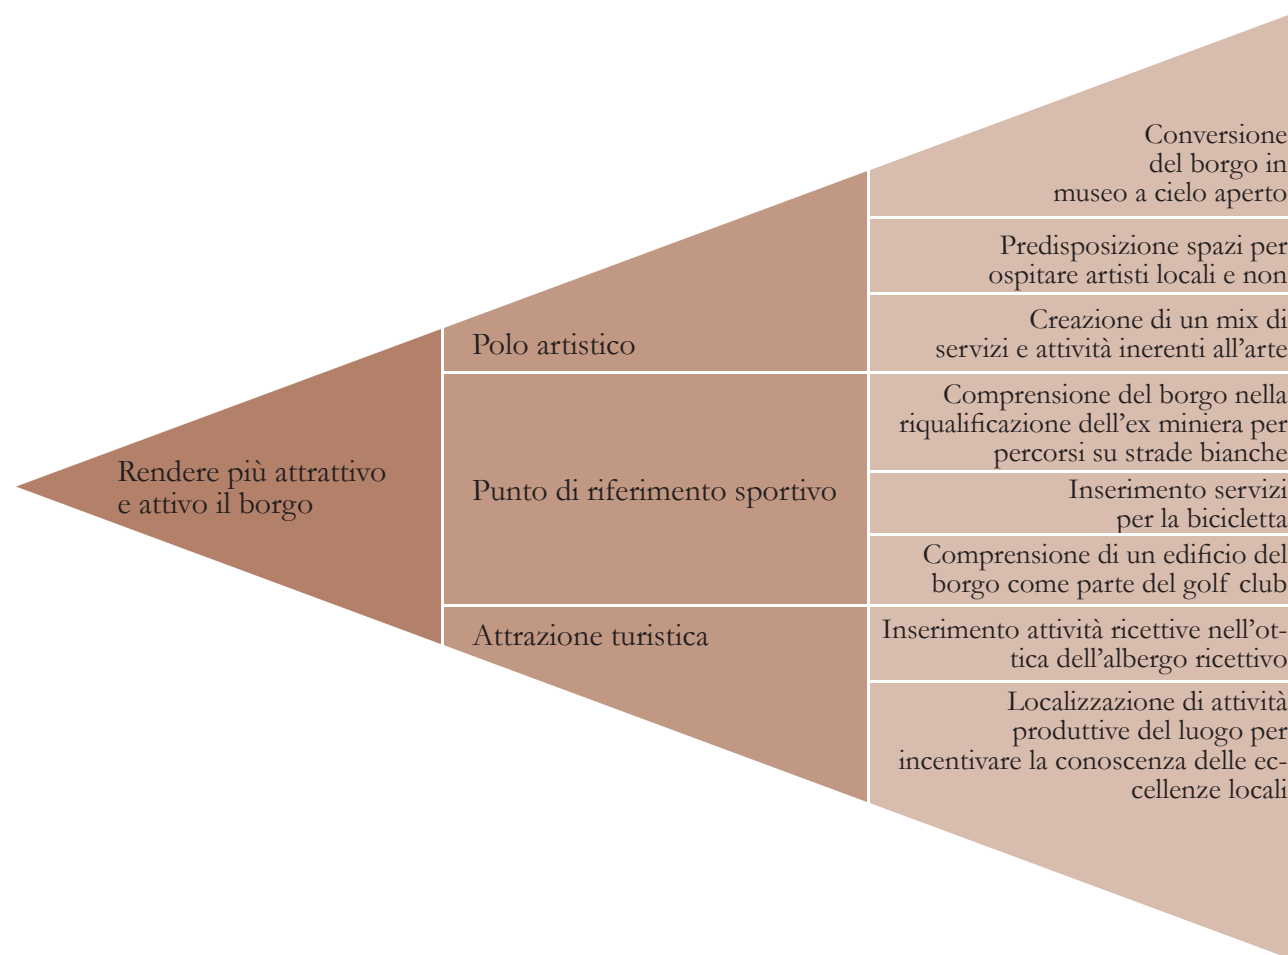 Rendere più attrattivo
e attivo il borgo
Polo artistico
Punto di riferimento sportivo
Attrazione turistica
Conversione
del borgo in
museo a cielo aperto
Predisposizione spazi per
ospitare artisti locali e non
Creazione di un mix di
servizi e attività inerenti all’arte
Comprensione del borgo nella
riqualificazione dell’ex miniera per
percorsi su strade bianche
Inserimento servizi
per la bicicletta
Comprensione di un edificio del
borgo come parte del golf club
Inserimento attività ricettive nell’ot-
tica dell’albergo ricettivo
Localizzazione di attività
produttive del luogo per
incentivare la conoscenza delle ec-
cellenze locali